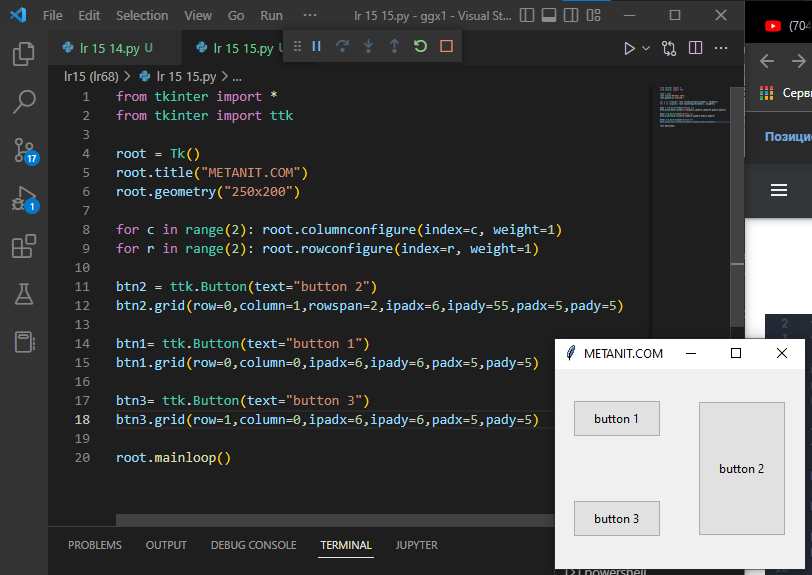 File Edit Selection View Go Run ··· lr 15 15.py - ggx1 - Visual St...
(704
lr 15 14.py U lr 15 15.py U
lr15 (lr68) > lr 15 15.py > ...
Серви
1 from tkinter import *
2 from tkinter import ttk
3
Позицио
4 root = Tk()
5 root.title("METANIT.COM")
6 root.geometry("250x200")
7
8 for c in range(2): root.columnconfigure(index=c, weight=1)
9 for r in range(2): root.rowconfigure(index=r, weight=1)
10
11 btn2 = ttk.Button(text="button 2")
12 btn2.grid(row=0,column=1,rowspan=2,ipadx=6,ipady=55,padx=5,pady=5)
13
14 btn1= ttk.Button(text="button 1")
15 btn1.grid(row=0,column=0,ipadx=6,ipady=6,padx=5,pady=5)
16
17 btn3= ttk.Button(text="button 3")
18 btn3.grid(row=1,column=0,ipadx=6,ipady=6,padx=5,pady=5)
19
20 root.mainloop()
17
1
2
METANIT.COM
button 1
button 2
button 3
PROBLEMS OUTPUT DEBUG CONSOLE TERMINAL JUPYTER
powershell